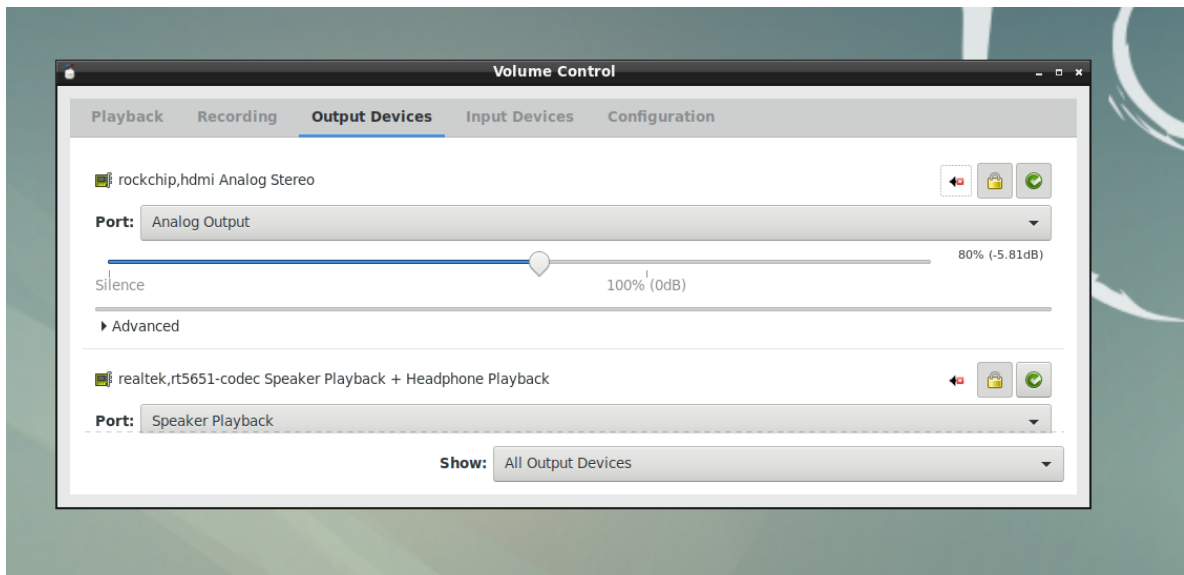 Volume Control
Playback Recording Output Devices Input Devices Configuration
rockchip,hdmi Analog Stereo
Port: Analog Output
80% (-5.81dB)
Silence 100% (0dB)
Advanced
realtek,rt5651-codec Speaker Playback + Headphone Playback
Port: Speaker Playback
Show: All Output Devices